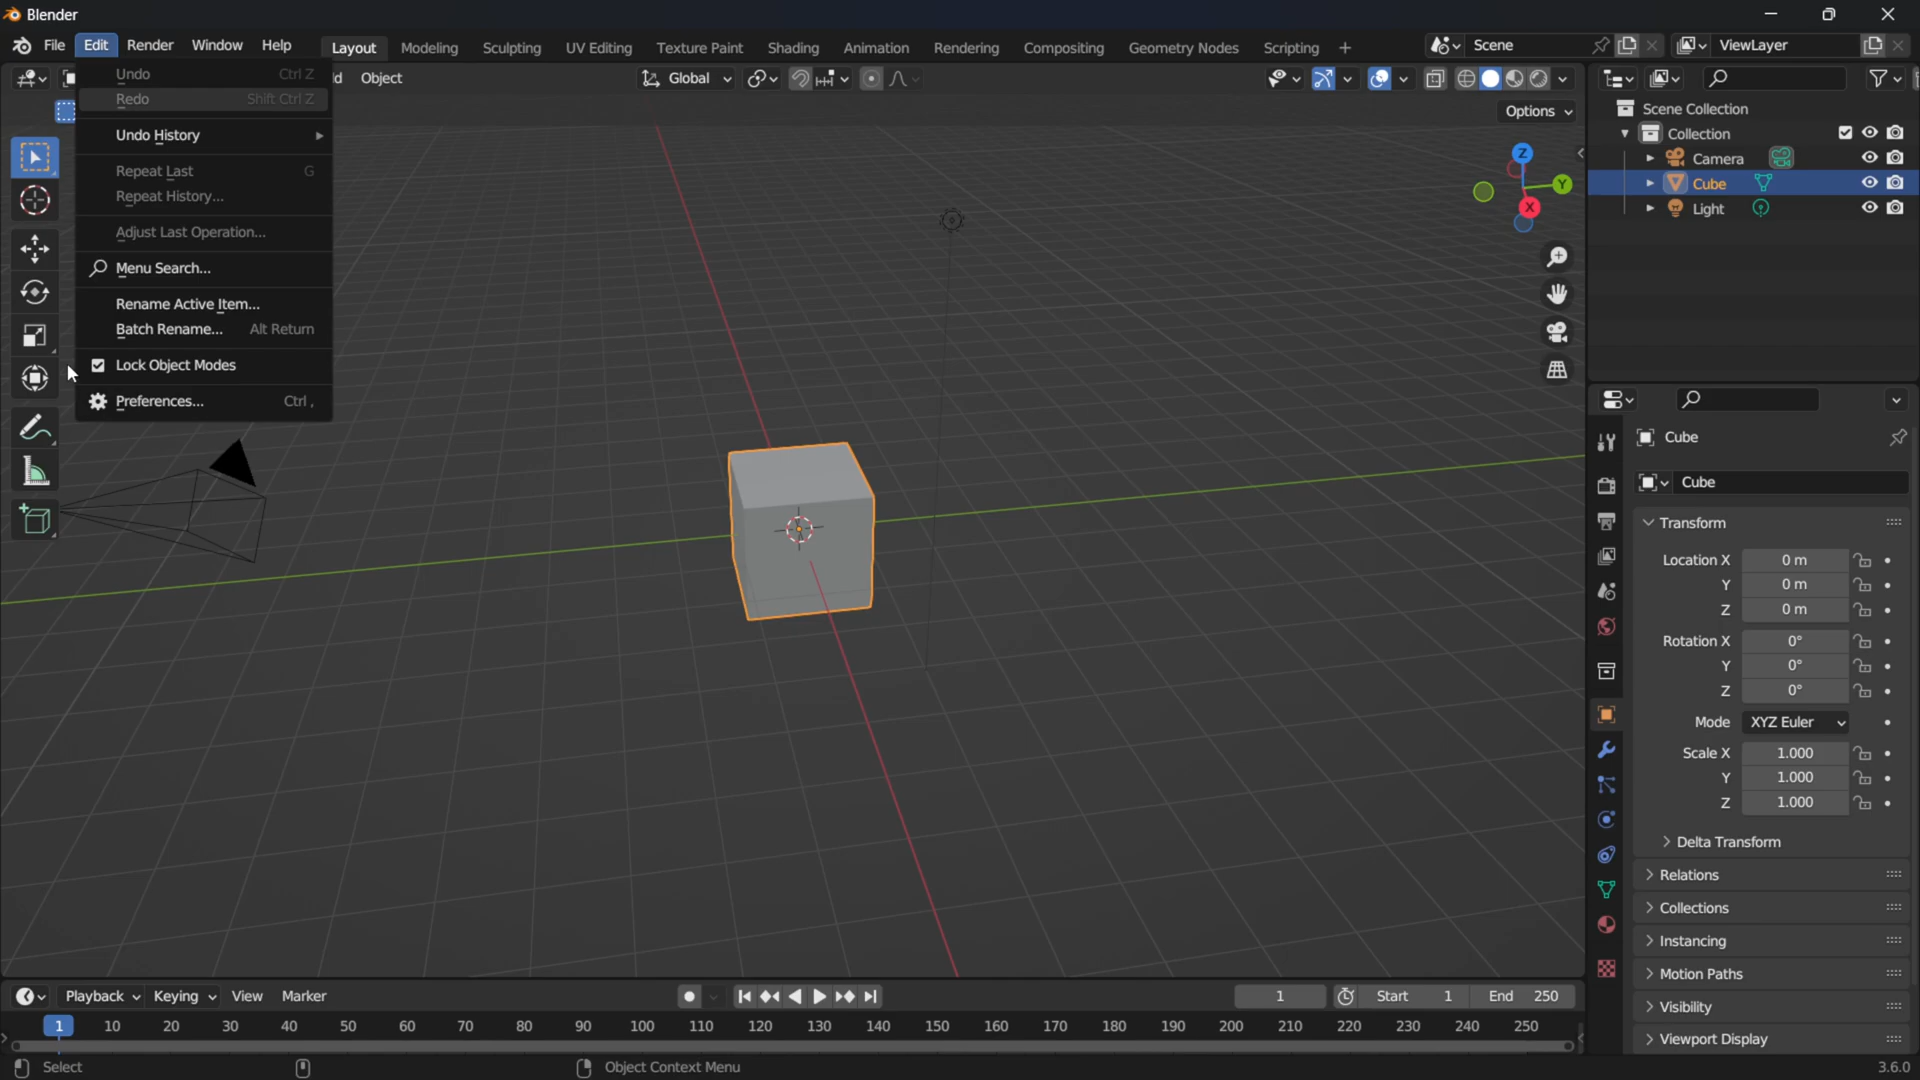 Blender
File Edit Render Window Help Layout Modeling Sculpting UV Editing Texture Paint Shading Animation Rendering Compositing Geometry Nodes Scripting + Scene ViewLayer
d Object Global
Options
Undo Ctrl Z
Redo Shift Ctrl Z
Undo History
Repeat Last G
Repeat History...
Adjust Last Operation...
Menu Search...
Rename Active Item...
Batch Rename... Alt Return
Lock Object Modes
Preferences... Ctrl ,
Z
Y
X
Scene Collection
Collection
Camera
Cube
Light
Cube
Cube
Transform
Location X 0 m
Y 0 m
Z 0 m
Rotation X 0°
Y 0°
Z 0°
Mode XYZ Euler
Scale X 1.000
Y 1.000
Z 1.000
Delta Transform
Relations
Collections
Instancing
Motion Paths
Visibility
Viewport Display
Playback Keying View Marker 1 Start 1 End 250
1 10 20 30 40 50 60 70 80 90 100 110 120 130 140 150 160 170 180 190 200 210 220 230 240 250
Select Object Context Menu 3.6.0